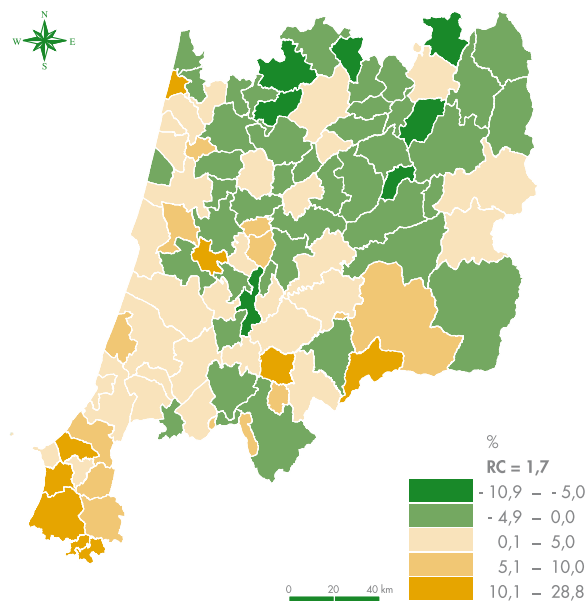 N
W E
S
%
RC = 1,7
- 10,9 – - 5,0
- 4,9 – 0,0
0,1 – 5,0
5,1 – 10,0
10,1 – 28,8
0 20 40 km